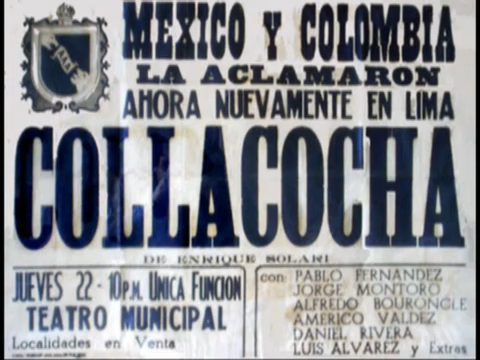 MEXICO Y COLOMBIA
LA ACLAMARON
AHORA NUEVAMENTE EN LIMA
COLLACOCHA
DE ENRIQUE SOLARI
JUEVES 22 - 10 P.M. UNICA FUNCION
TEATRO MUNICIPAL
Localidades en Venta
con PABLO FERNANDEZ
JORGE MONTORO
ALFREDO BOURONCLE
AMERICO VALDEZ
DANIEL RIVERA
LUIS ALVAREZ y Extras